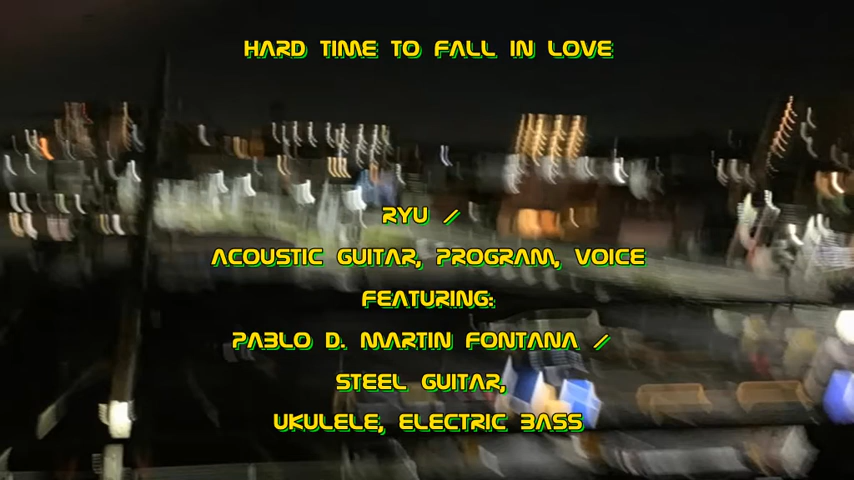 HARD TIME TO FALL IN LOVE
RYU /
ACOUSTIC GUITAR, PROGRAM, VOICE
FEATURING:
PABLO D. MARTIN FONTANA /
STEEL GUITAR,
UKULELE, ELECTRIC BASS